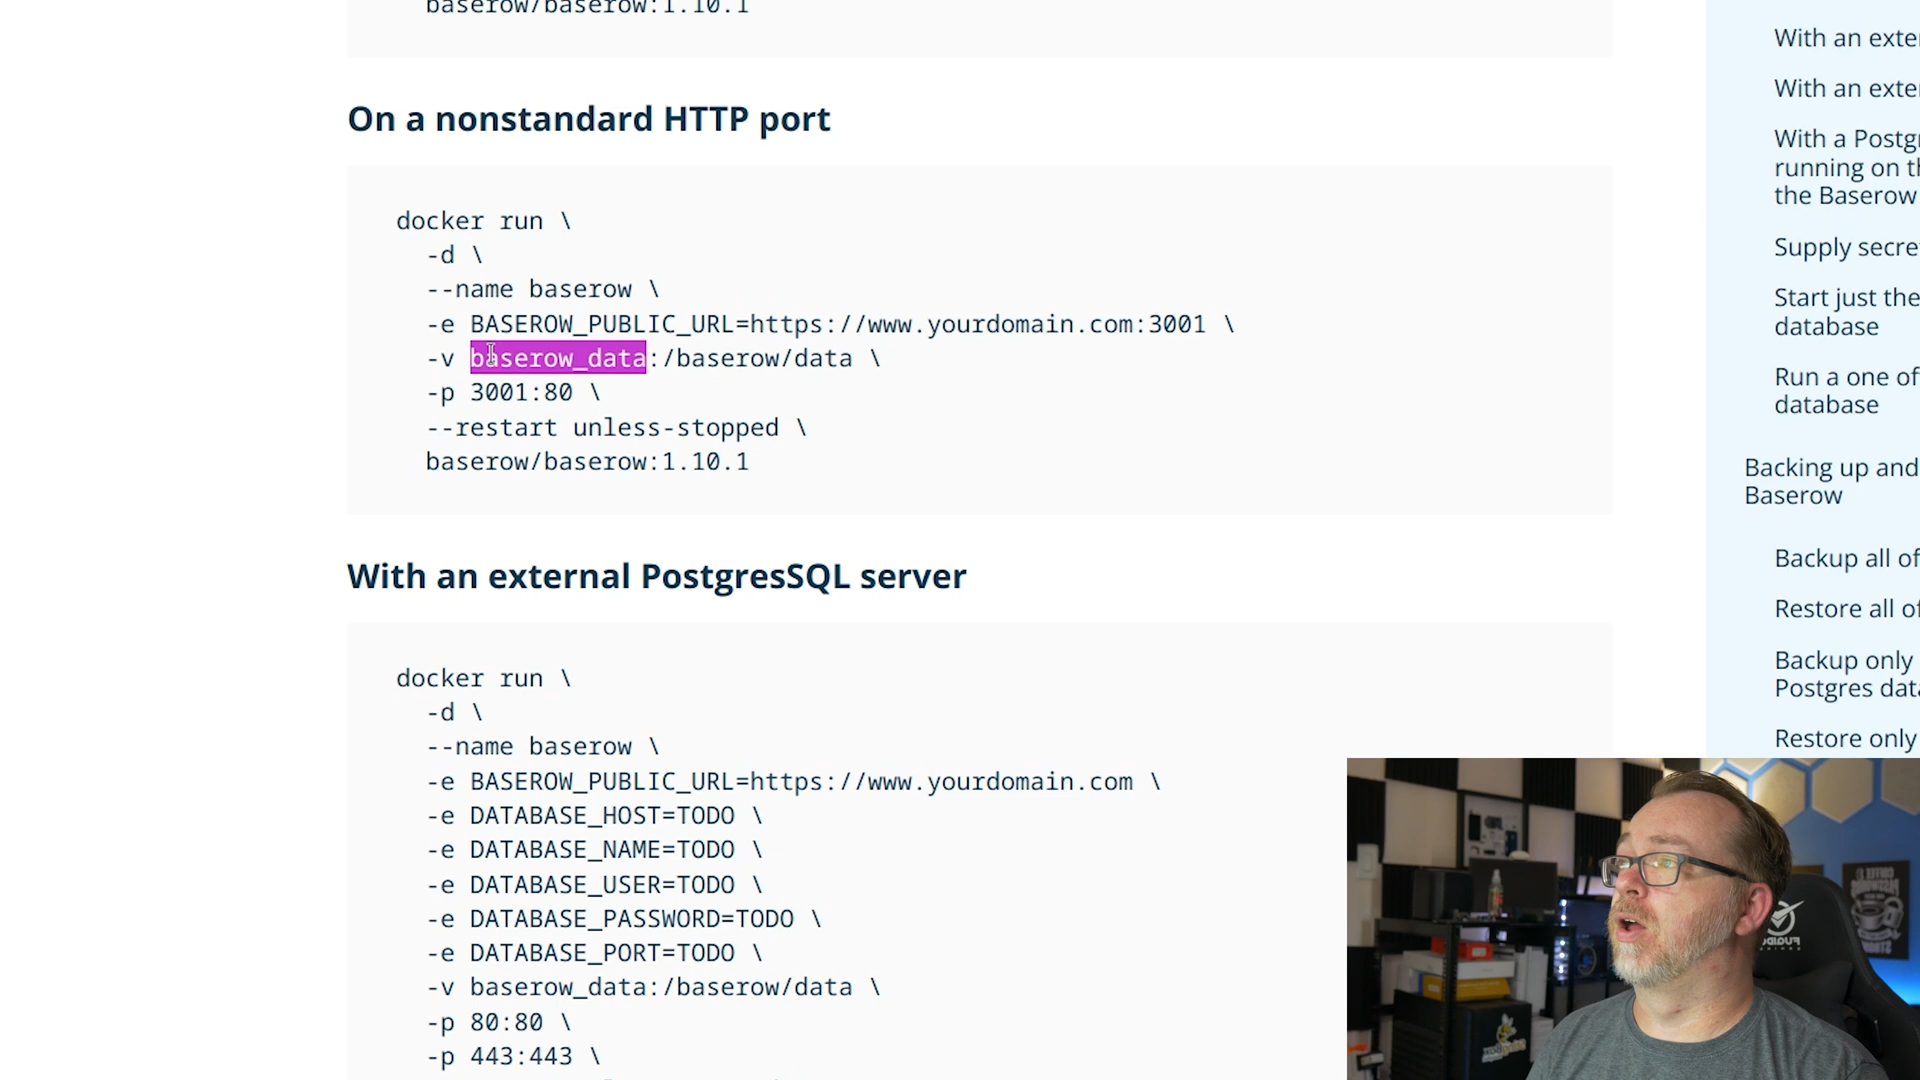 baserow/baserow:1.10.1
On a nonstandard HTTP port
docker run \
-d \
--name baserow \
-e BASEROW_PUBLIC_URL=https://www.yourdomain.com:3001 \
-v baserow_data:/baserow/data \
-p 3001:80 \
--restart unless-stopped \
baserow/baserow:1.10.1
With an external PostgresSQL server
docker run \
-d \
--name baserow \
-e BASEROW_PUBLIC_URL=https://www.yourdomain.com \
-e DATABASE_HOST=TODO \
-e DATABASE_NAME=TODO \
-e DATABASE_USER=TODO \
-e DATABASE_PASSWORD=TODO \
-e DATABASE_PORT=TODO \
-v baserow_data:/baserow/data \
-p 80:80 \
-p 443:443 \
With an exte
With an exte
With a Postg
running on t
the Baserow
Supply secre
Start just the
database
Run a one of
database
Backing up and
Baserow
Backup all of
Restore all of
Backup only
Postgres dat
Restore only